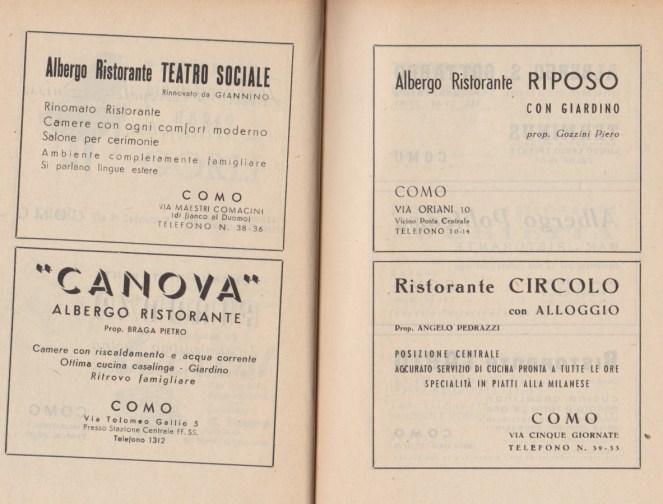 Albergo Ristorante TEATRO SOCIALE
Rinnovato da GIANNINO
Rinomato Ristorante
Camere con ogni comfort moderno
Salone per cerimonie
Ambiente completamente famigliare
Si parlano lingue estere
COMO
VIA MAESTRI COMACINI
(di fianco al Duomo)
TELEFONO N. 38-36
"CANOVA"
ALBERGO RISTORANTE
Prop. BRAGA PIETRO
Camere con riscaldamento e acqua corrente
Ottima cucina casalinga - Giardino
Ritrovo famigliare
COMO
Via Tolomeo Gallio 5
Presso Stazione Centrale FF. SS.
Telefono 1312
Albergo Ristorante RIPOSO
CON GIARDINO
prop. Gozzini Piero
COMO
VIA ORIANI 10
Vicino Posta Centrale
TELEFONO 10-14
Ristorante CIRCOLO
con ALLOGGIO
Prop. ANGELO PEDRAZZI
POSIZIONE CENTRALE
ACCURATO SERVIZIO DI CUCINA PRONTA A TUTTE LE ORE
SPECIALITÀ IN PIATTI ALLA MILANESE
COMO
VIA CINQUE GIORNATE
TELEFONO N. 39-53